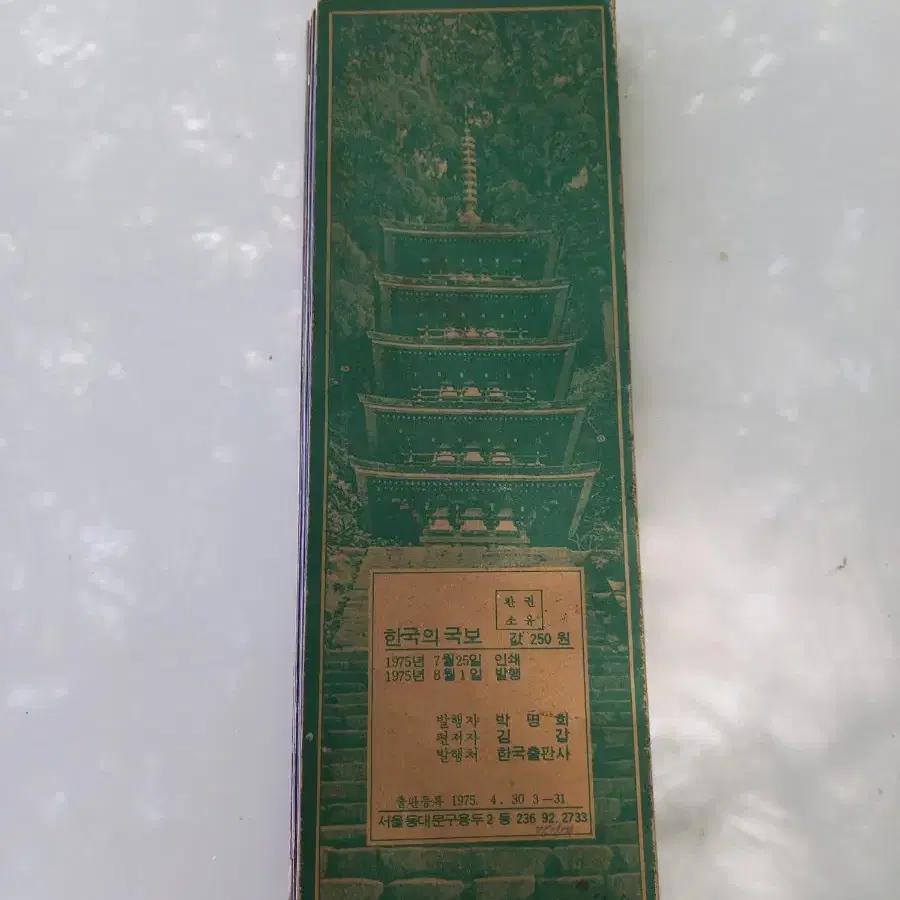 판권
소유
한국의 국보 값 250 원
1975년 7월25일 인쇄
1975년 8월1일 발행
발행자 박명희
편저자 김갑
발행처 한국출판사
출판등록 1975. 4. 30 3—31
서울 동대문구용두2동 236 92. 2733